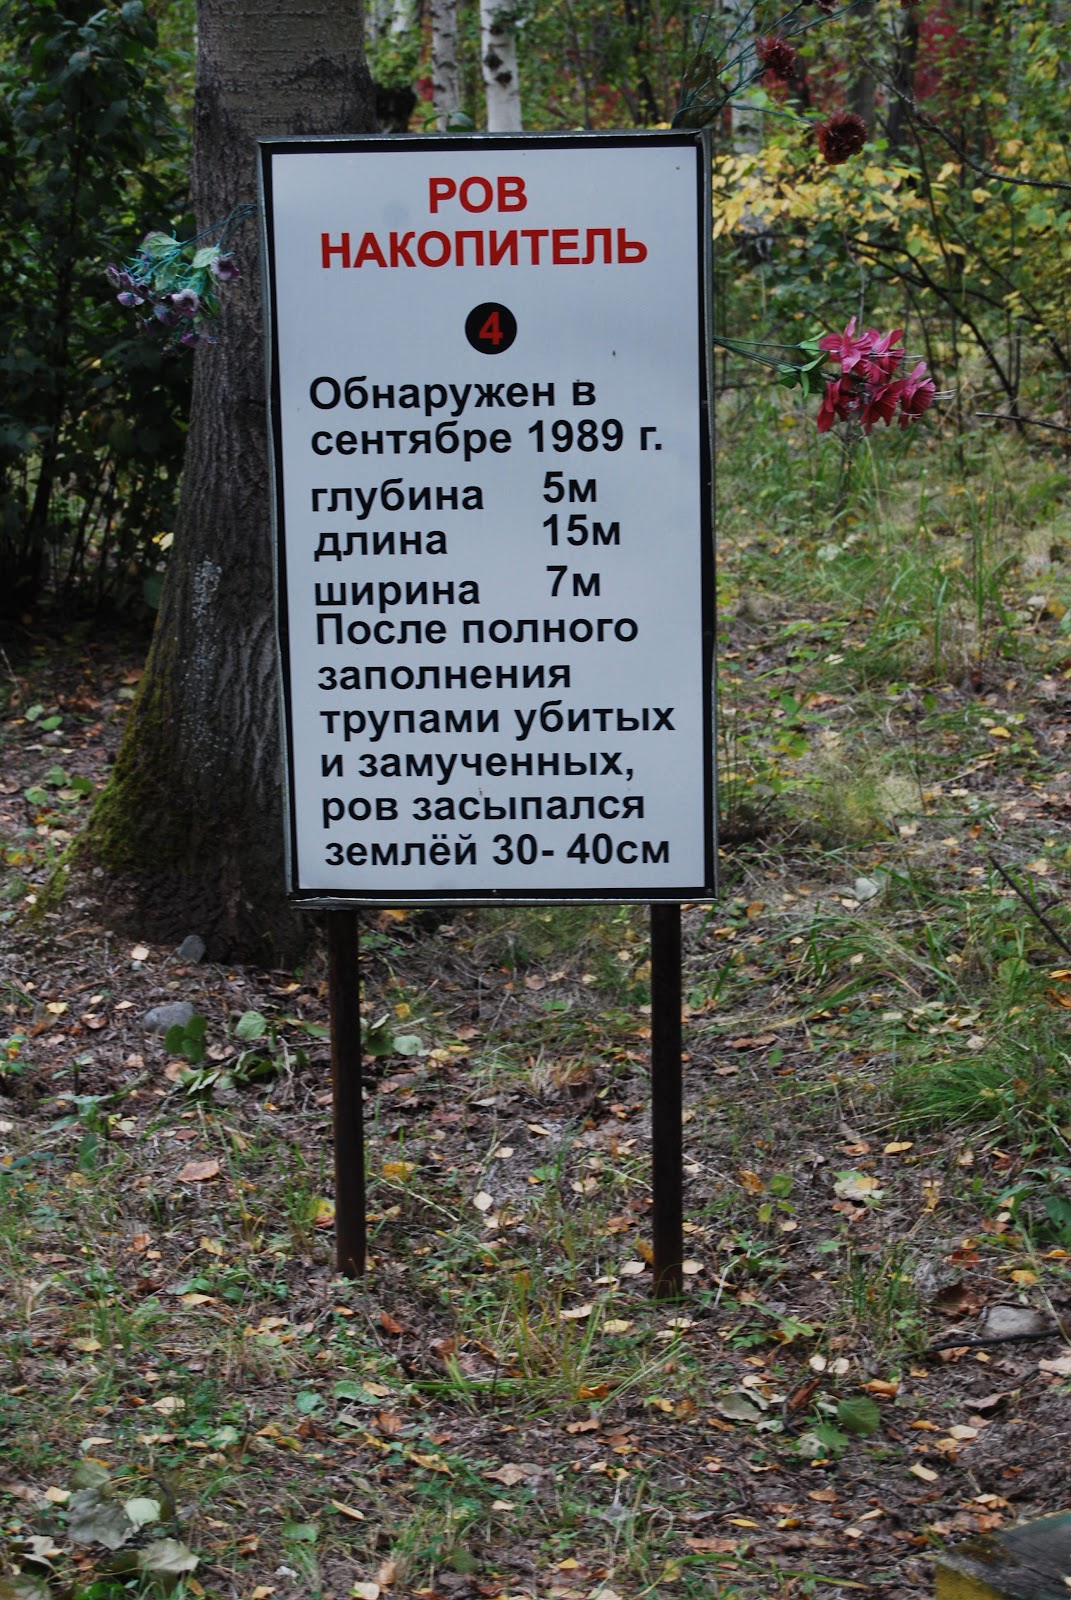 РОВ
НАКОПИТЕЛЬ
4
Обнаружен в
сентябре 1989 г.
глубина 5м
длина 15м
ширина 7м
После полного
заполнения
трупами убитых
и замученных,
ров засыпался
землёй 30- 40см